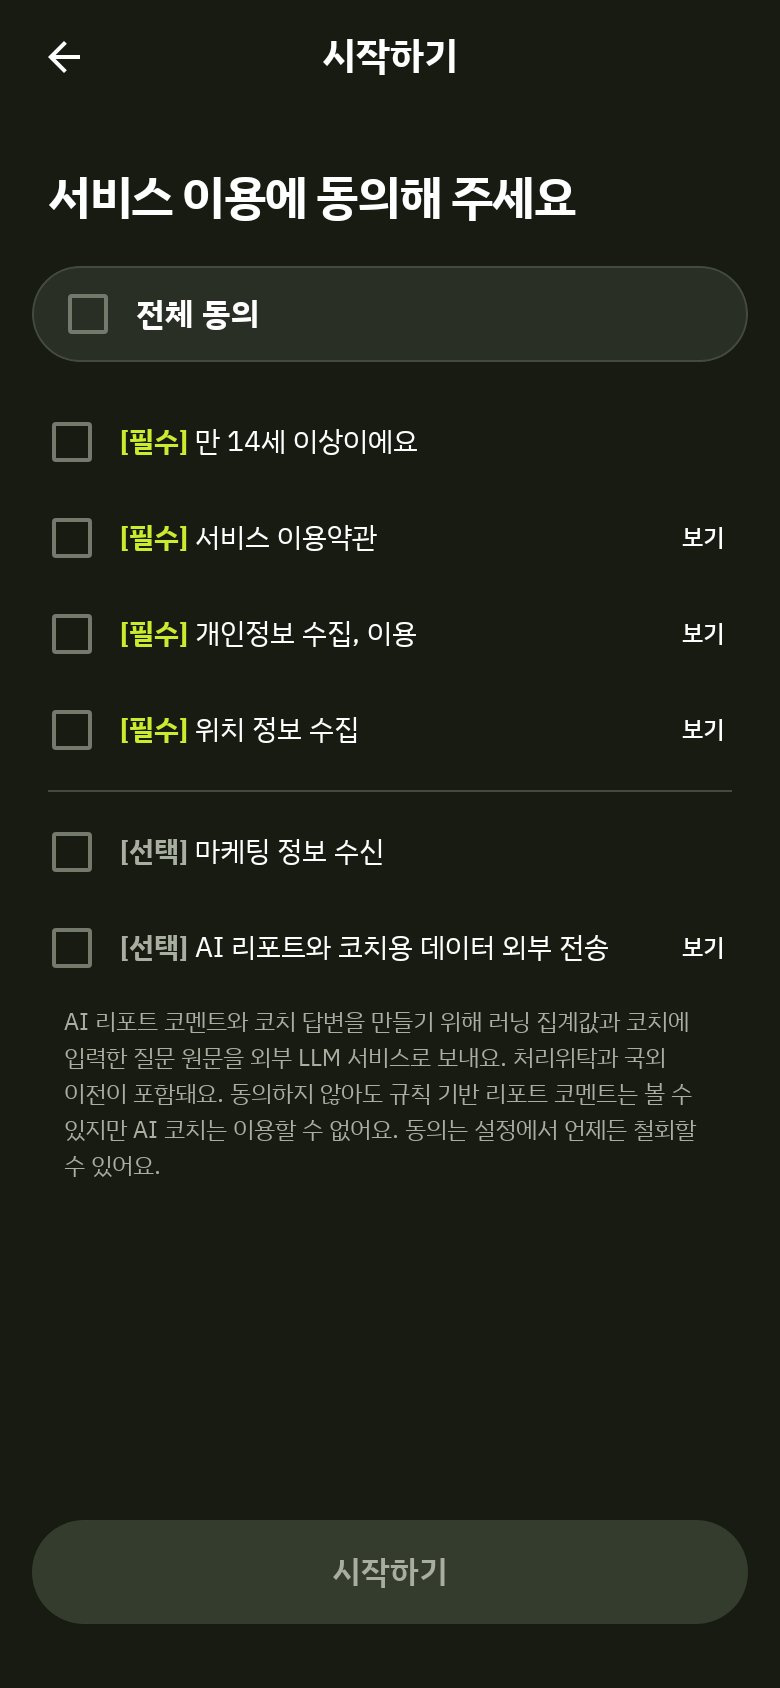 시작하기
서비스 이용에 동의해 주세요
전체 동의
[필수] 만 14세 이상이에요
[필수] 서비스 이용약관 보기
[필수] 개인정보 수집, 이용 보기
[필수] 위치 정보 수집 보기
[선택] 마케팅 정보 수신
[선택] AI 리포트와 코치용 데이터 외부 전송 보기
AI 리포트 코멘트와 코치 답변을 만들기 위해 러닝 집계값과 코치에
입력한 질문 원문을 외부 LLM 서비스로 보내요. 처리위탁과 국외
이전이 포함돼요. 동의하지 않아도 규칙 기반 리포트 코멘트는 볼 수
있지만 AI 코치는 이용할 수 없어요. 동의는 설정에서 언제든 철회할
수 있어요.
시작하기